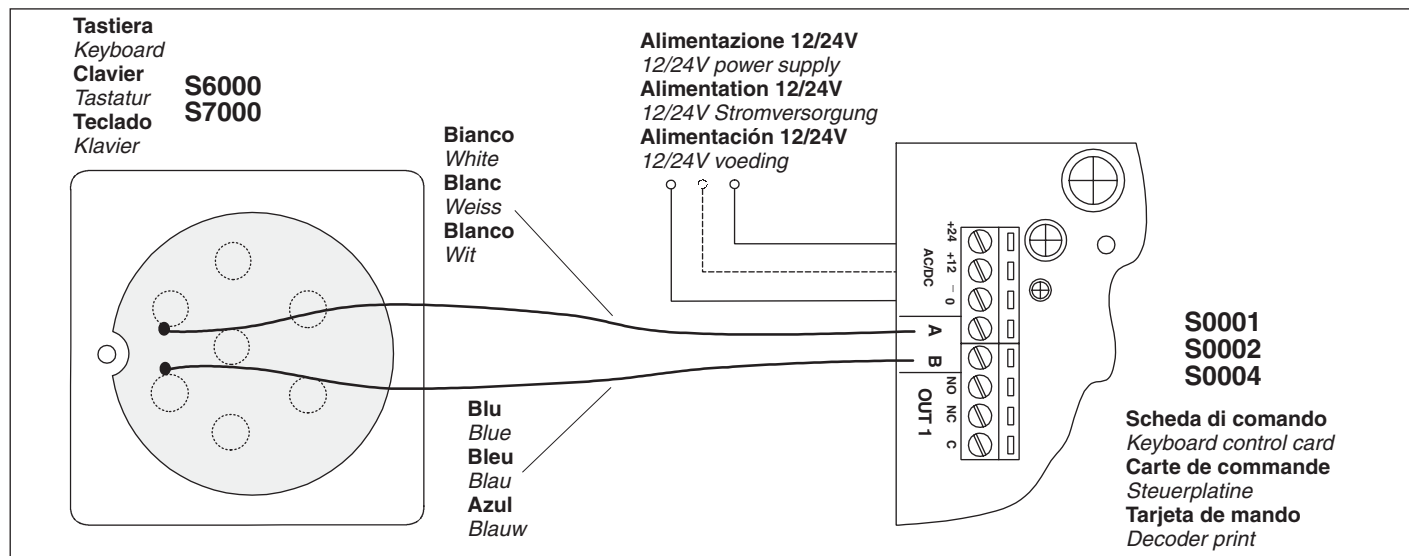 Tastiera
Keyboard
Clavier
Tastatur
Teclado
Klavier
S6000
S7000
Bianco
White
Blanc
Weiss
Blanco
Wit
Alimentazione 12/24V
12/24V power supply
Alimentation 12/24V
12/24V Stromversorgung
Alimentación 12/24V
12/24V voeding
+24
+12
– 0
AC/DC
A
B
NO
NC
C
OUT 1
Blu
Blue
Bleu
Blau
Azul
Blauw
S0001
S0002
S0004
Scheda di comando
Keyboard control card
Carte de commande
Steuerplatine
Tarjeta de mando
Decoder print